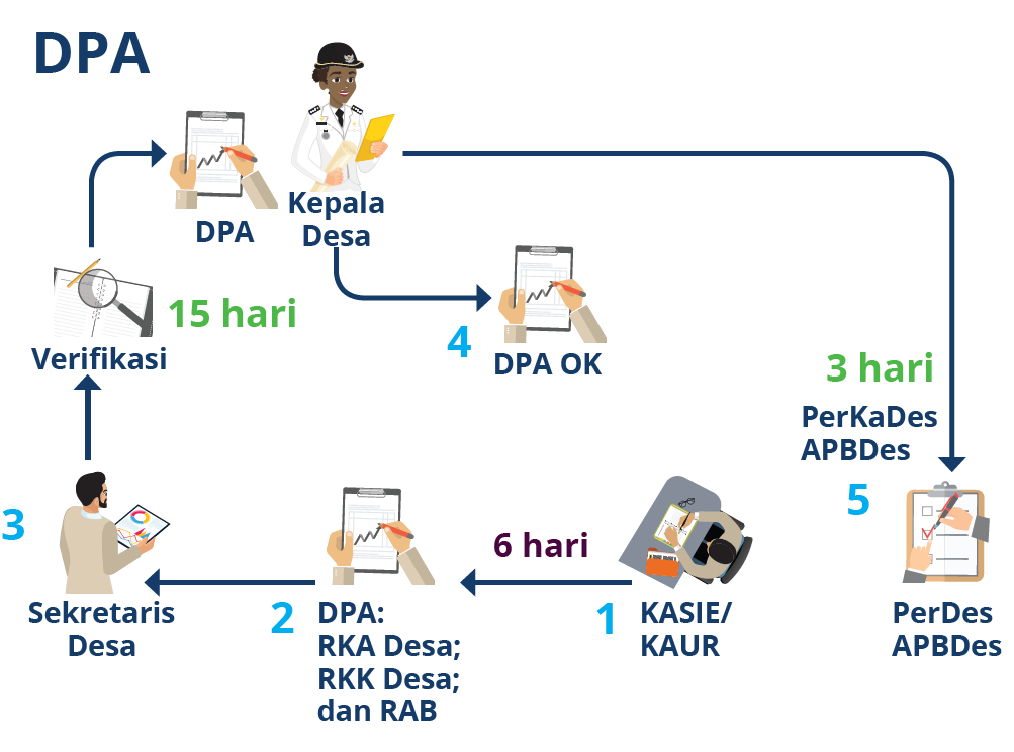 DPA
DPA
Kepala
Desa
Verifikasi
15 hari
4
DPA OK
3 hari
PerKaDes
APBDes
5
3
6 hari
Sekretaris
Desa
2
DPA:
RKA Desa;
RKK Desa;
dan RAB
1
KASIE/
KAUR
PerDes
APBDes